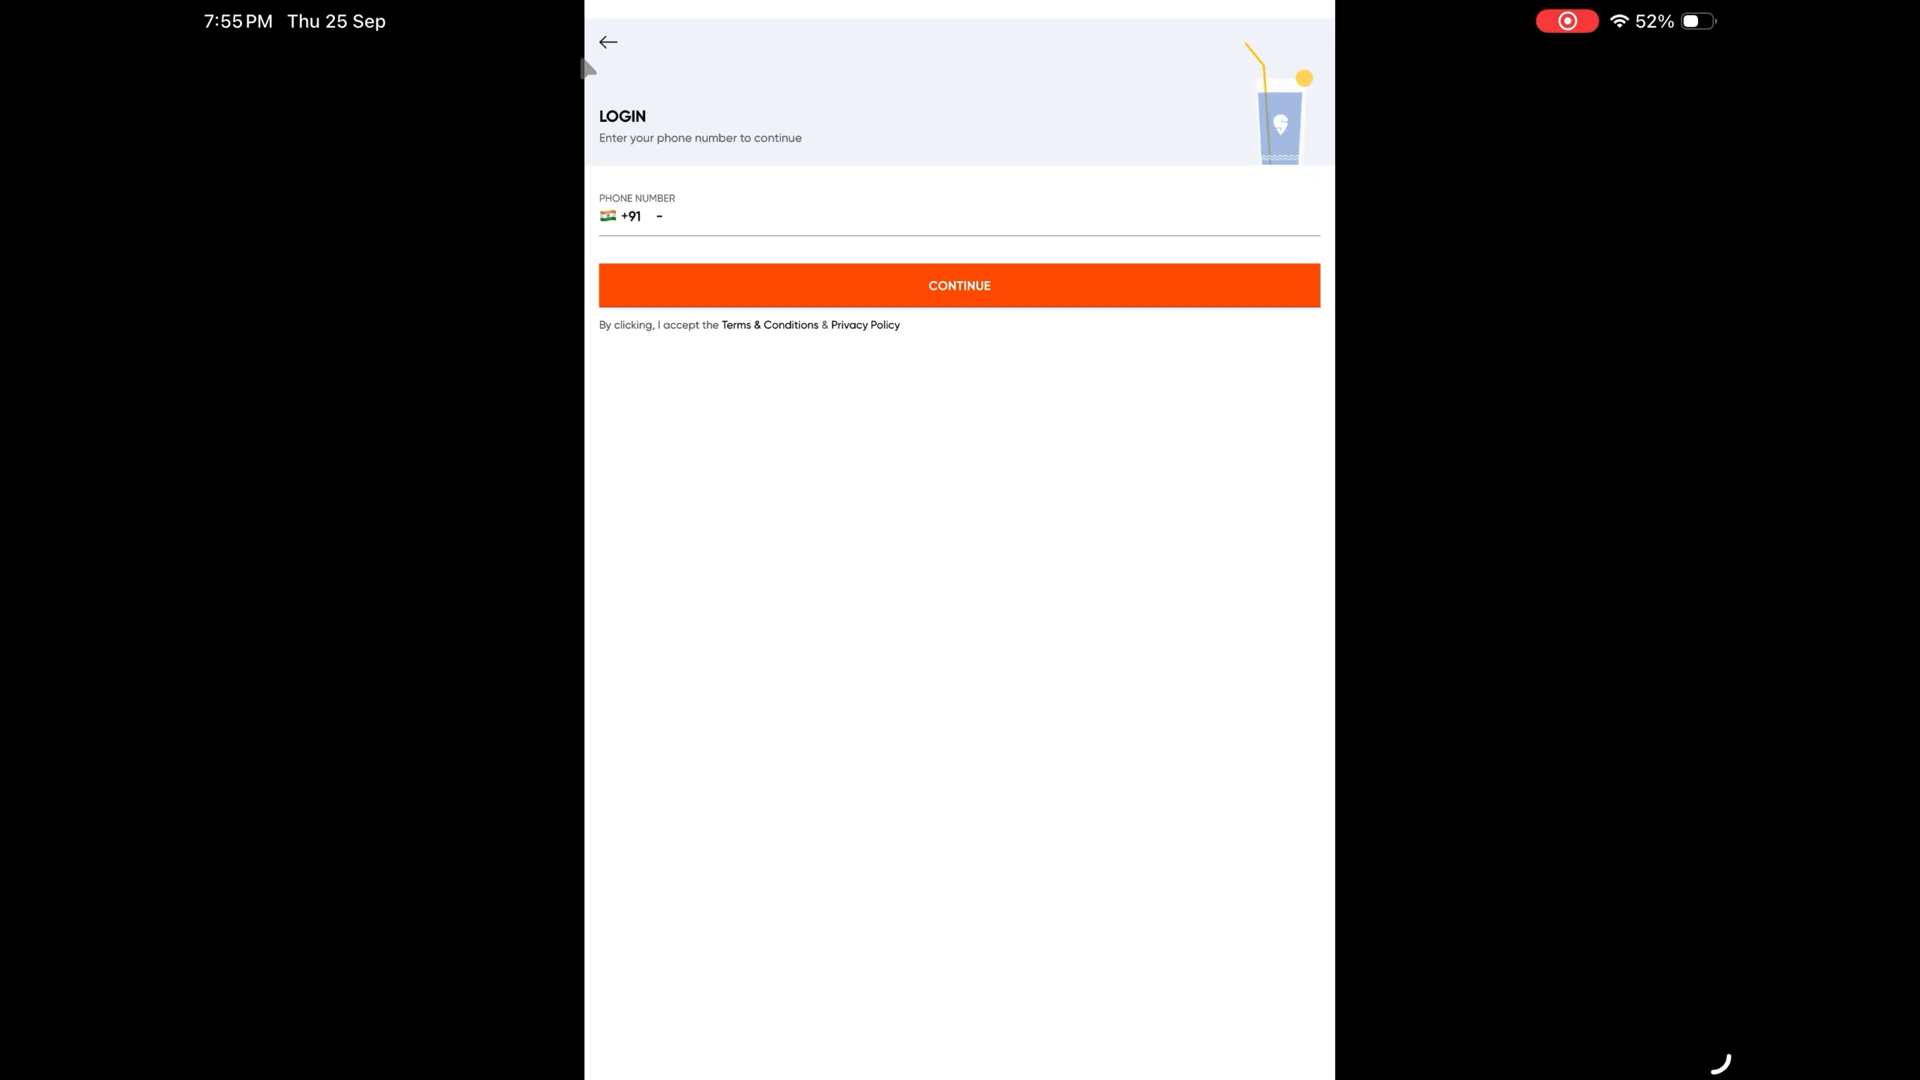 7:55 PM Thu 25 Sep
52%
LOGIN
Enter your phone number to continue
PHONE NUMBER
+91 -
CONTINUE
By clicking, I accept the Terms & Conditions & Privacy Policy